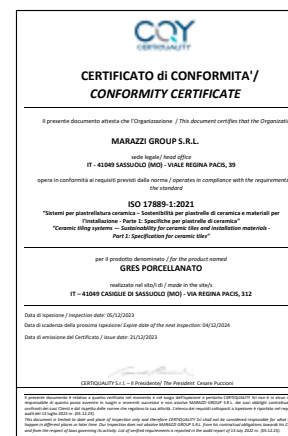 CQY
CERTIQUALITY
CERTIFICATO di CONFORMITA'/
CONFORMITY CERTIFICATE
Il presente documento attesta che l'Organizzazione / This document certifies that the Organizati
MARAZZI GROUP S.R.L.
sede legale/ head office
IT - 41049 SASSUOLO (MO) - VIALE REGINA PACIS, 39
opera in conformità ai requisiti previsti dalla norma / operates in compliance with the requirements
the standard
ISO 17889-1:2021
"Sistemi per piastrellatura ceramica – Sostenibilità per piastrelle di ceramica e materiali per
l'installazione - Parte 1: Specifiche per piastrelle di ceramica"
"Ceramic tiling systems — Sustainability for ceramic tiles and installation materials -
Part 1: Specification for ceramic tiles"
per il prodotto denominato / for the product named
GRES PORCELLANATO
realizzato nel sito/i di / made in the site/s
IT – 41049 CASIGLIE DI SASSUOLO (MO) - VIA REGINA PACIS, 312
Data di Ispezione / Inspection date: 05/12/2023
Data di scadenza della prossima Ispezione/ Expire date of the next inspection: 04/12/2024
Data di emissione del Certificato / Issue date: 21/12/2023
CERTIQUALITY S.r.l. – Il Presidente/ The President Cesare Puccioni